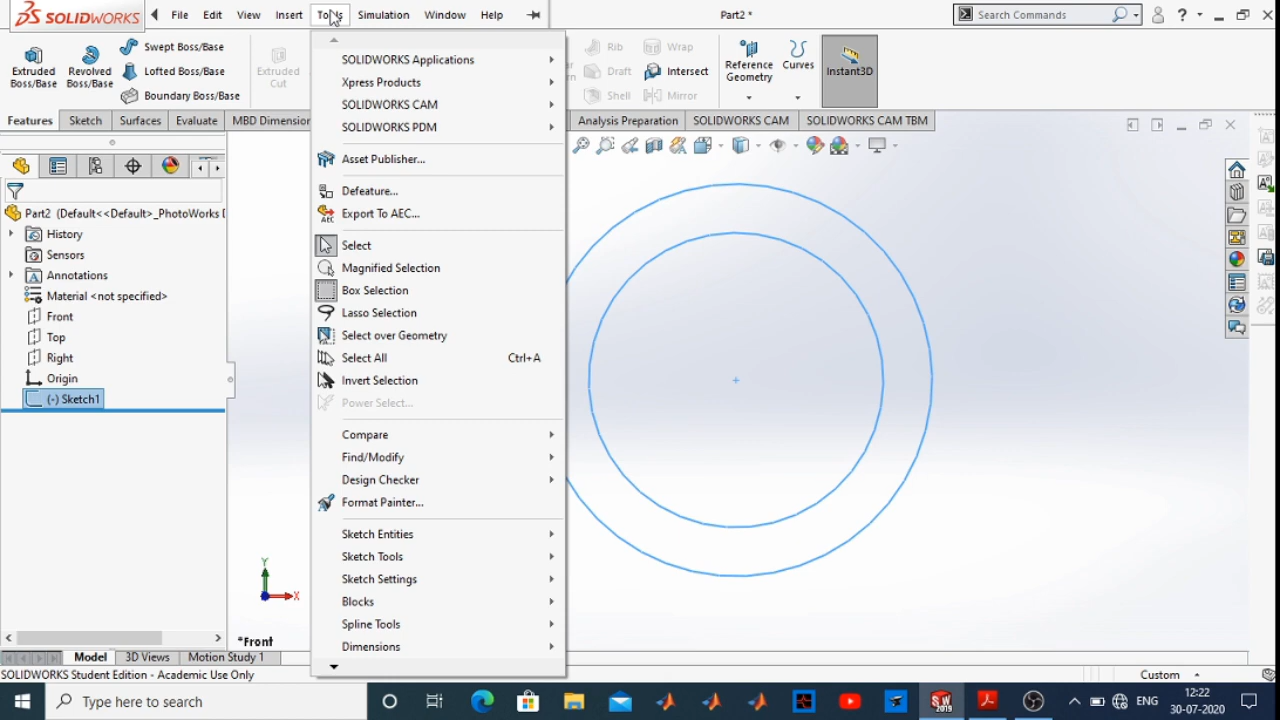 SOLIDWORKS
File Edit View Insert Tools Simulation Window Help
Part2 *
Search Commands
?
Extruded Boss/Base
Revolved Boss/Base
Swept Boss/Base
Lofted Boss/Base
Boundary Boss/Base
Extruded Cut
Rib
Draft
Shell
Wrap
Intersect
Mirror
Reference Geometry
Curves
Instant3D
Features Sketch Surfaces Evaluate MBD Dimension
Analysis Preparation SOLIDWORKS CAM SOLIDWORKS CAM TBM
Part2 (Default<<Default>_PhotoWorks
History
Sensors
Annotations
Material <not specified>
Front
Top
Right
Origin
(-) Sketch1
SOLIDWORKS Applications
Xpress Products
SOLIDWORKS CAM
SOLIDWORKS PDM
Asset Publisher...
Defeature...
Export To AEC...
Select
Magnified Selection
Box Selection
Lasso Selection
Select over Geometry
Select All Ctrl+A
Invert Selection
Power Select...
Compare
Find/Modify
Design Checker
Format Painter...
Sketch Entities
Sketch Tools
Sketch Settings
Blocks
Spline Tools
Dimensions
Y
X
*Front
Model 3D Views Motion Study 1
SOLIDWORKS Student Edition - Academic Use Only
Custom
Type here to search
SW 2019
ENG
12:22
30-07-2020